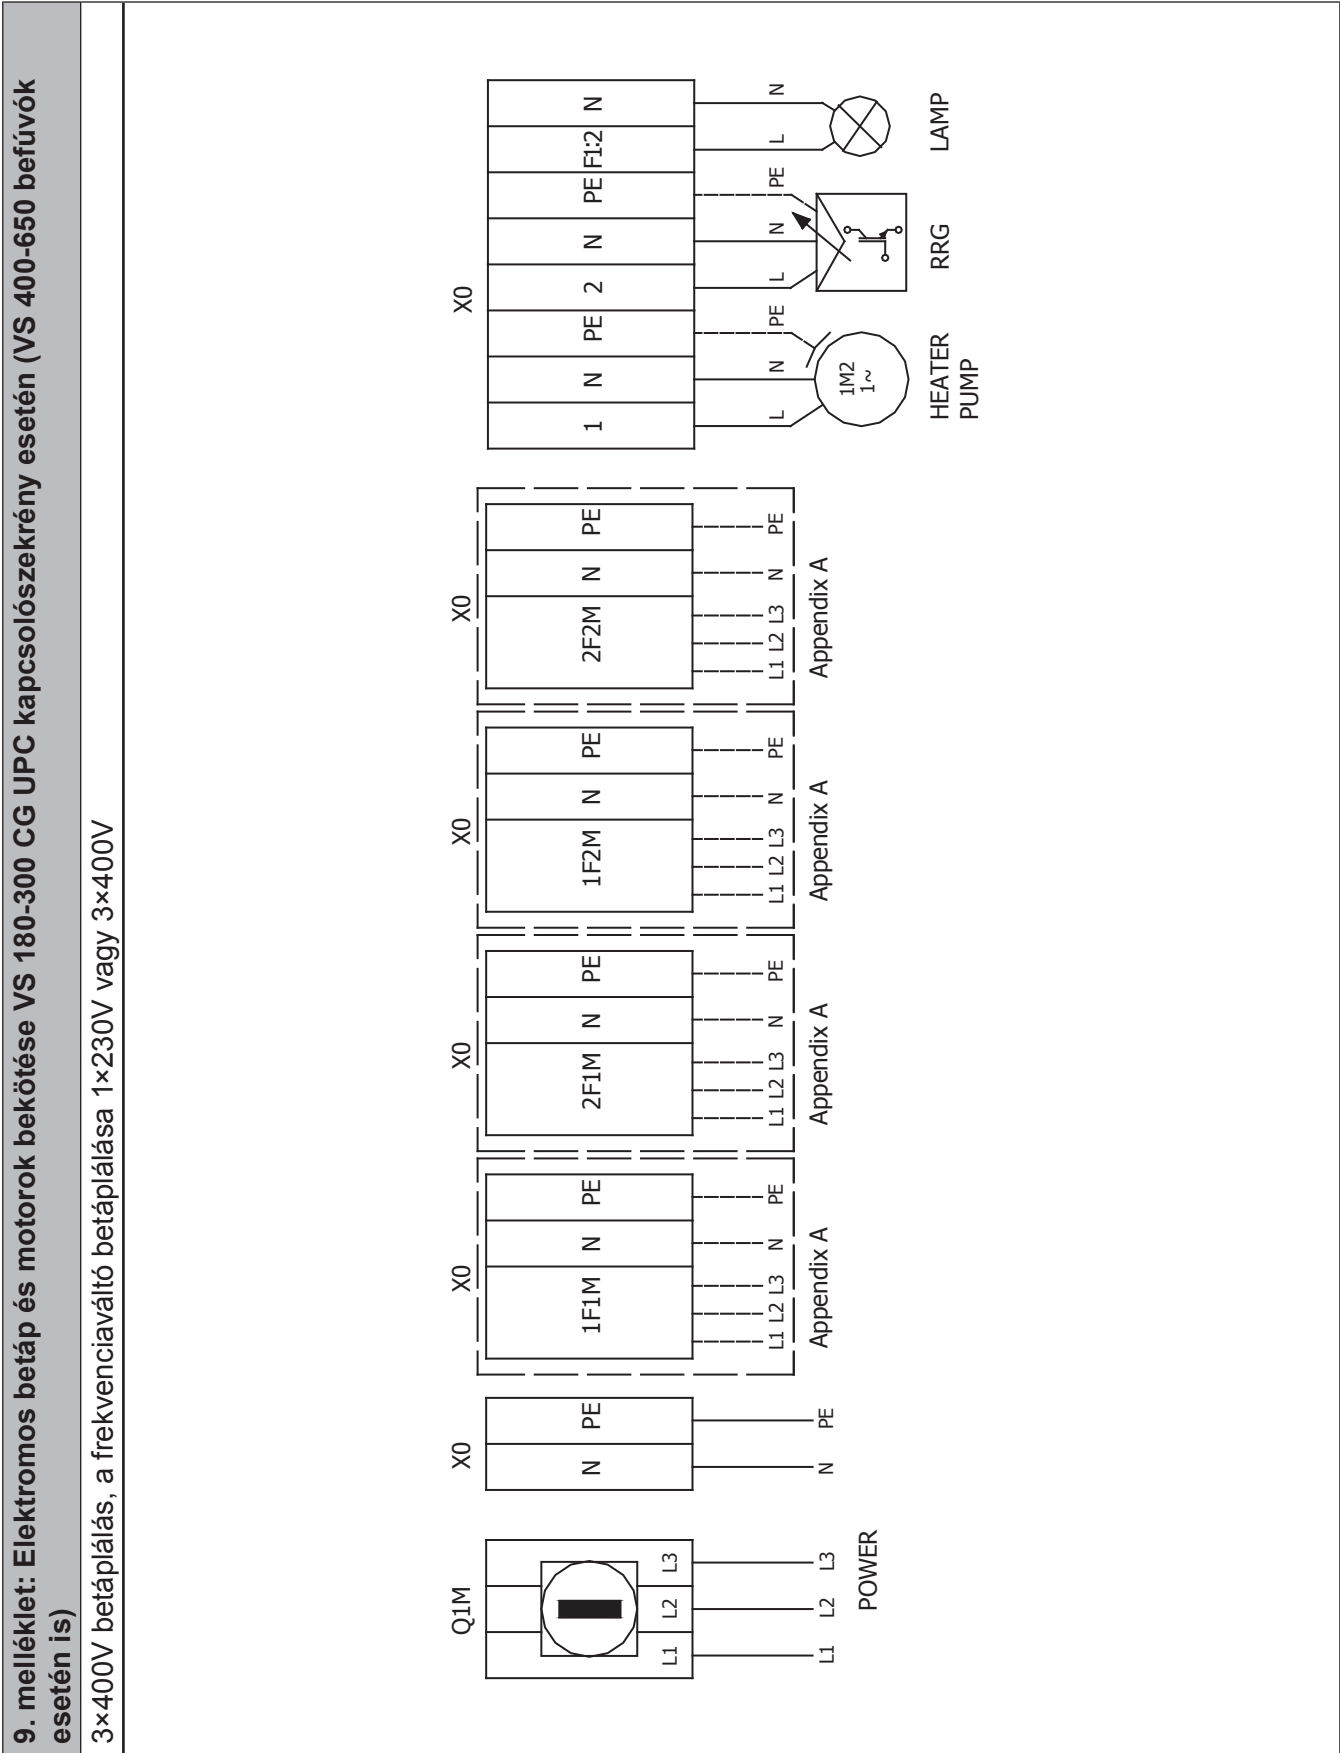 9. melléklet: Elektromos betáp és motorok bekötése VS 180-300 CG UPC kapcsolószekrény esetén (VS 400-650 befúvók
esetén is)
3×400V betáplálás, a frekvenciaváltó betáplálása 1×230V vagy 3×400V
Q1M
L1 L2 L3
L1 L2 L3
POWER
X0
N PE
N PE
X0
1F1M N PE
L1 L2 L3 N PE
Appendix A
X0
2F1M N PE
L1 L2 L3 N PE
Appendix A
X0
1F2M N PE
L1 L2 L3 N PE
Appendix A
X0
2F2M N PE
L1 L2 L3 N PE
Appendix A
X0
1 N PE 2 N PE F1:2 N
L N PE L N PE L N
1M2
1~
HEATER
PUMP
RRG
LAMP